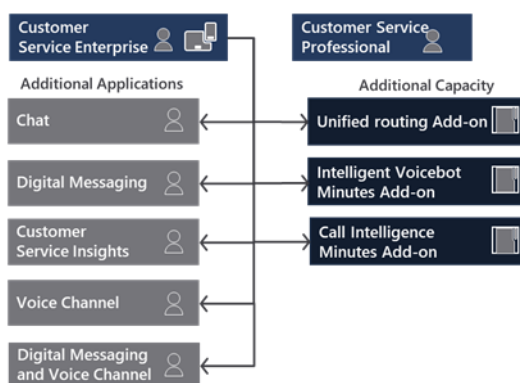 Customer
Service Enterprise
Customer Service
Professional
Additional Applications
Additional Capacity
Chat
Unified routing Add-on
Digital Messaging
Intelligent Voicebot
Minutes Add-on
Customer
Service Insights
Call Intelligence
Minutes Add-on
Voice Channel
Digital Messaging
and Voice Channel